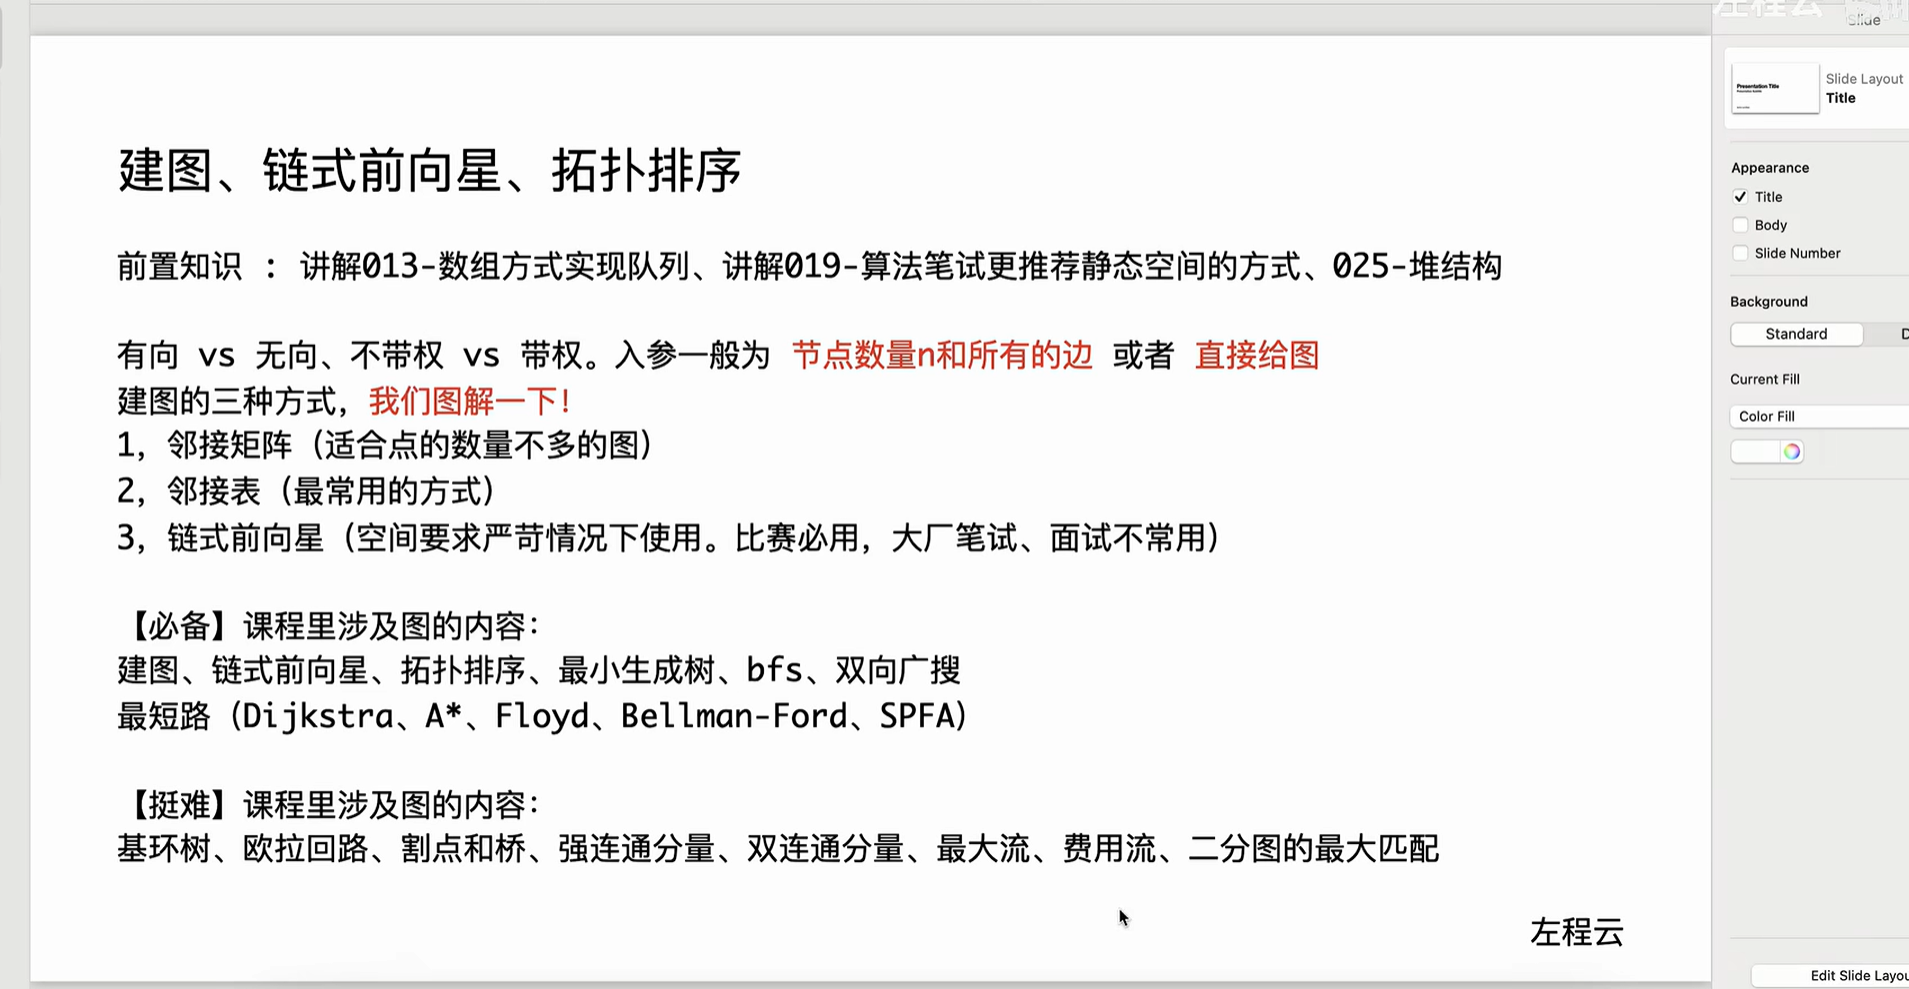 左程云
Slide
建图、链式前向星、拓扑排序
前置知识 : 讲解013-数组方式实现队列、讲解019-算法笔试更推荐静态空间的方式、025-堆结构
有向 vs 无向、不带权 vs 带权。入参一般为 节点数量n和所有的边 或者 直接给图
建图的三种方式，我们图解一下！
1，邻接矩阵（适合点的数量不多的图）
2，邻接表（最常用的方式）
3，链式前向星（空间要求严苛情况下使用。比赛必用，大厂笔试、面试不常用）
【必备】课程里涉及图的内容：
建图、链式前向星、拓扑排序、最小生成树、bfs、双向广搜
最短路（Dijkstra、A*、Floyd、Bellman-Ford、SPFA）
【挺难】课程里涉及图的内容：
基环树、欧拉回路、割点和桥、强连通分量、双连通分量、最大流、费用流、二分图的最大匹配
左程云
Presentation Title
Slide Layout
Title
Appearance
Title
Body
Slide Number
Background
Standard
D
Current Fill
Color Fill
Edit Slide Layou